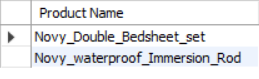 Product Name
Novy_Double_Bedsheet_set
Novy_waterproof_Immersion_Rod